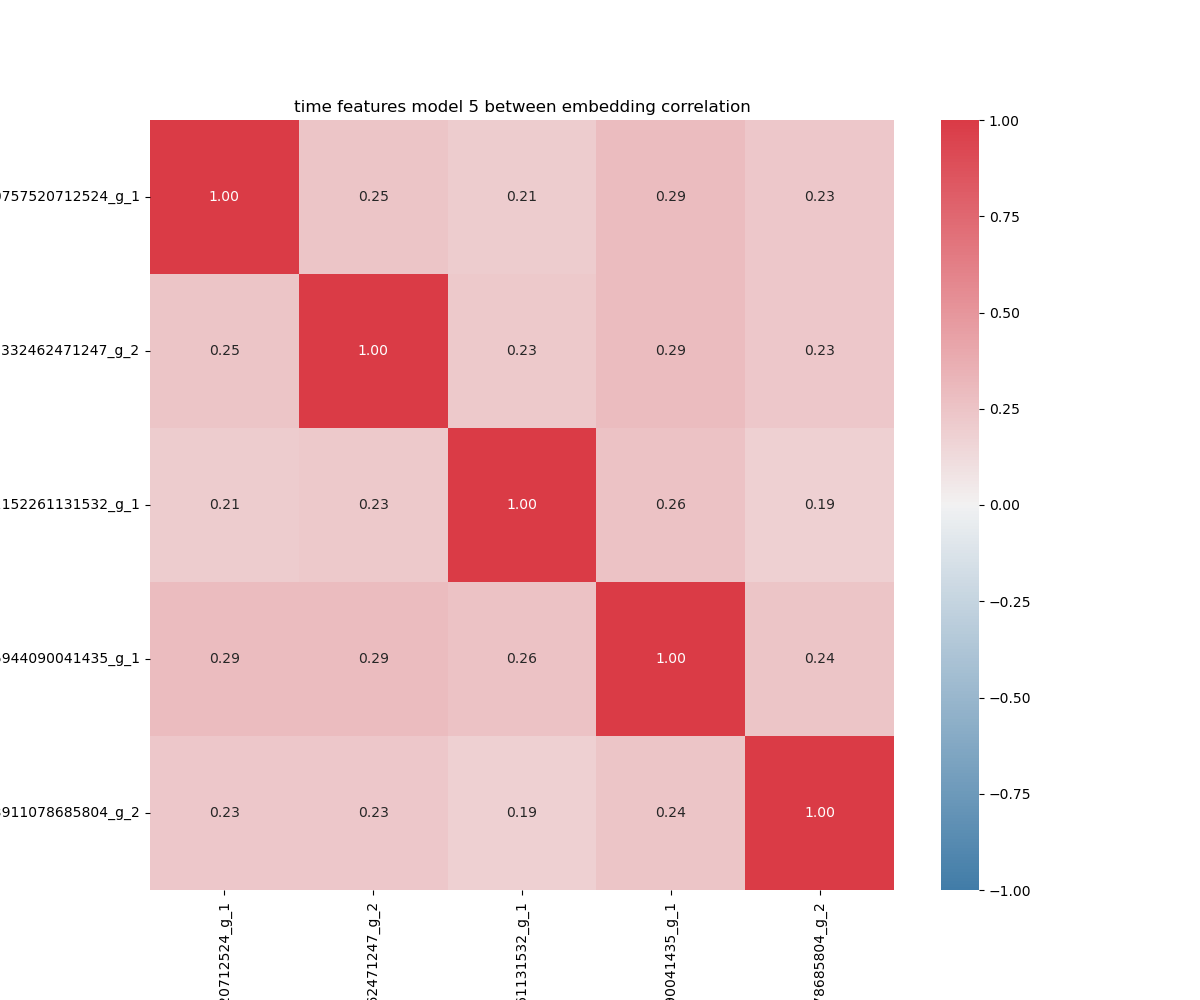 time features model 5 between embedding correlation
757520712524_g_1 1.00 0.25 0.21 0.29 0.23
332462471247_g_2 0.25 1.00 0.23 0.29 0.23
152261131532_g_1 0.21 0.23 1.00 0.26 0.19
944090041435_g_1 0.29 0.29 0.26 1.00 0.24
911078685804_g_2 0.23 0.23 0.19 0.24 1.00
20712524_g_1
2471247_g_2
1131532_g_1
90041435_g_1
78685804_g_2
1.00
0.75
0.50
0.25
0.00
−0.25
−0.50
−0.75
−1.00